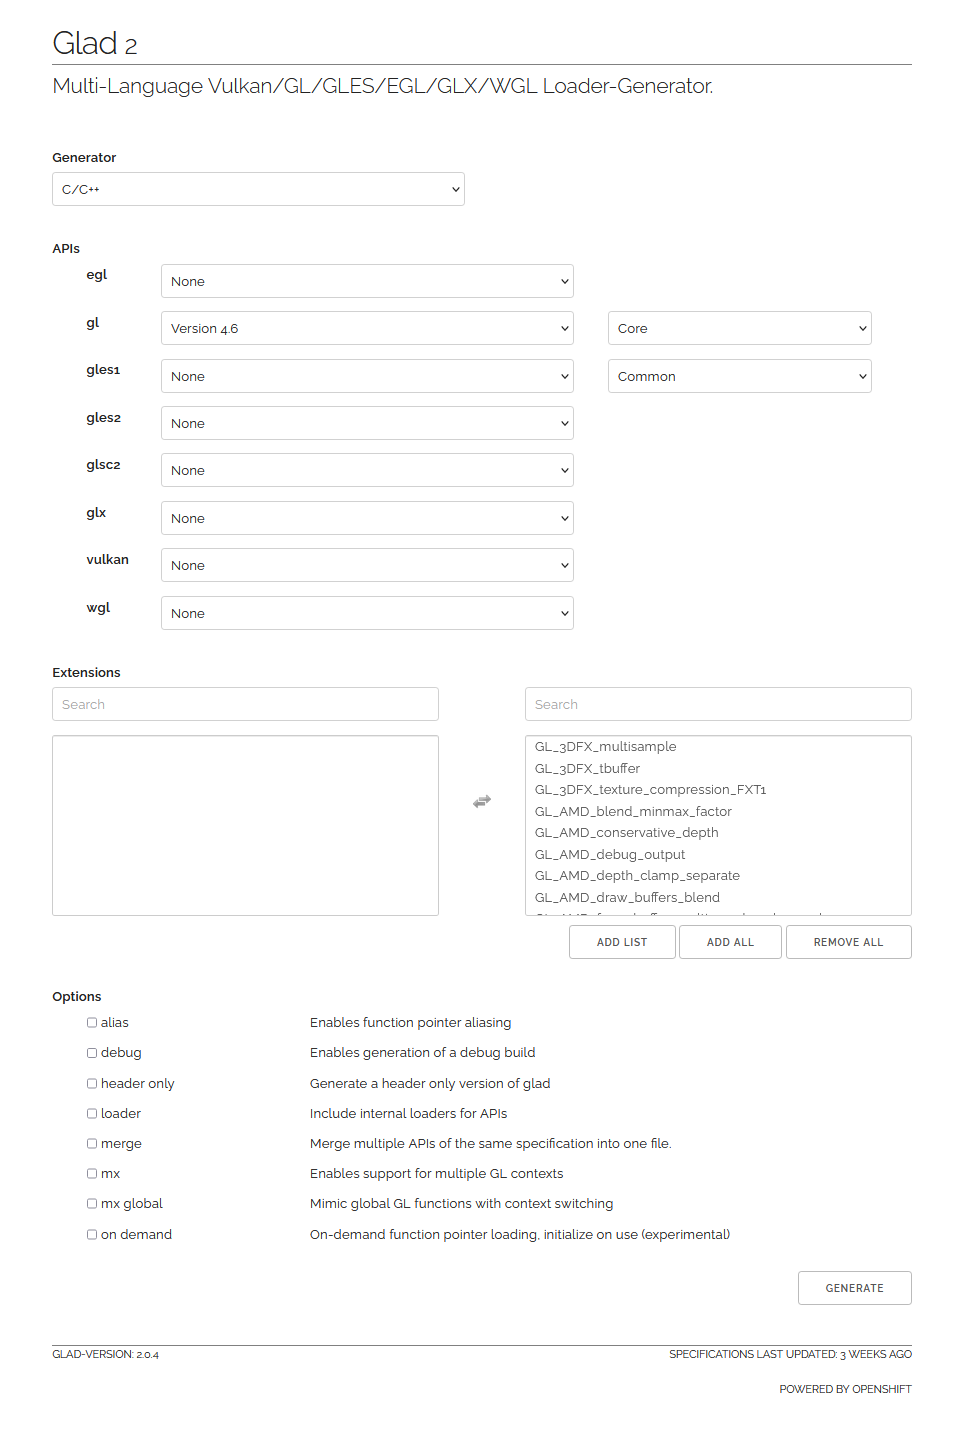 Glad 2
Multi-Language Vulkan/GL/GLES/EGL/GLX/WGL Loader-Generator.
Generator
C/C++
APIs
egl None
gl Version 4.6 Core
gles1 None Common
gles2 None
glsc2 None
glx None
vulkan None
wgl None
Extensions
Search Search
GL_3DFX_multisample
GL_3DFX_tbuffer
GL_3DFX_texture_compression_FXT1
GL_AMD_blend_minmax_factor
GL_AMD_conservative_depth
GL_AMD_debug_output
GL_AMD_depth_clamp_separate
GL_AMD_draw_buffers_blend
ADD LIST ADD ALL REMOVE ALL
Options
alias Enables function pointer aliasing
debug Enables generation of a debug build
header only Generate a header only version of glad
loader Include internal loaders for APIs
merge Merge multiple APIs of the same specification into one file.
mx Enables support for multiple GL contexts
mx global Mimic global GL functions with context switching
on demand On-demand function pointer loading, initialize on use (experimental)
GENERATE
GLAD-VERSION: 2.0.4 SPECIFICATIONS LAST UPDATED: 3 WEEKS AGO
POWERED BY OPENSHIFT